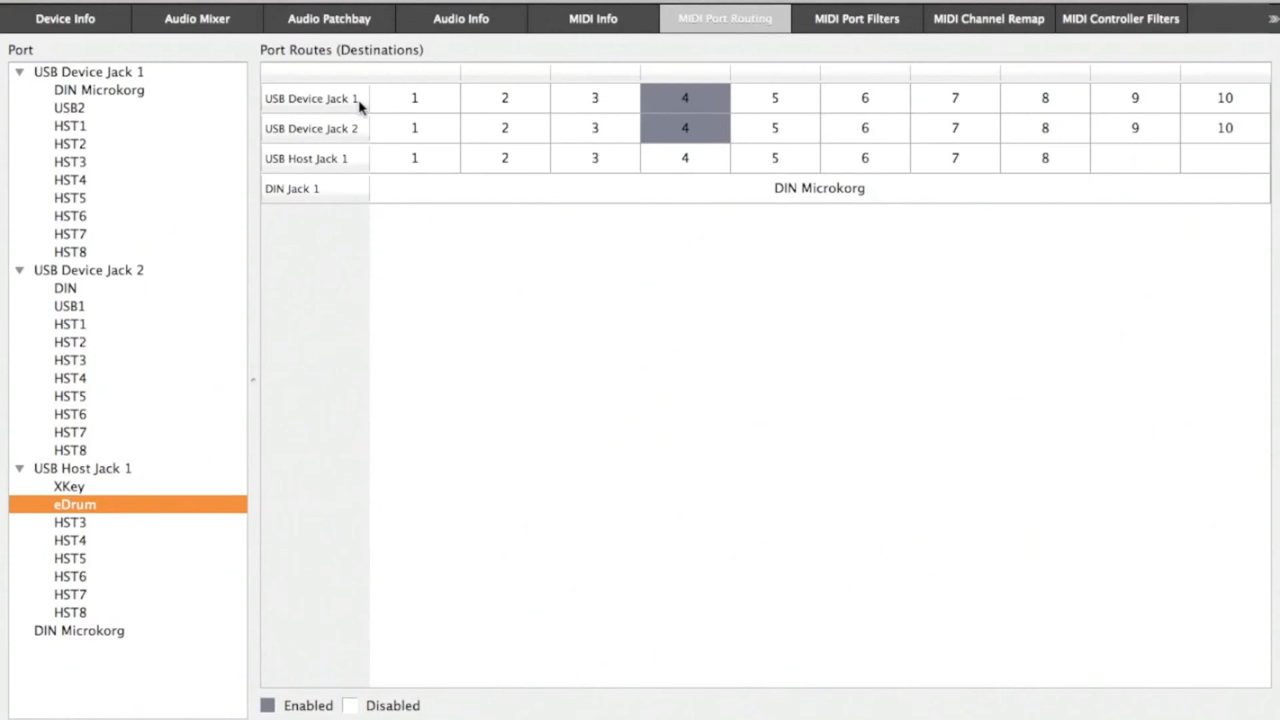 Device Info Audio Mixer Audio Patchbay Audio Info MIDI Info MIDI Port Routing MIDI Port Filters MIDI Channel Remap MIDI Controller Filters
Port
USB Device Jack 1
DIN Microkorg
USB2
HST1
HST2
HST3
HST4
HST5
HST6
HST7
HST8
USB Device Jack 2
DIN
USB1
HST1
HST2
HST3
HST4
HST5
HST6
HST7
HST8
USB Host Jack 1
XKey
eDrum
HST3
HST4
HST5
HST6
HST7
HST8
DIN Microkorg
Port Routes (Destinations)
USB Device Jack 1 1 2 3 4 5 6 7 8 9 10
USB Device Jack 2 1 2 3 4 5 6 7 8 9 10
USB Host Jack 1 1 2 3 4 5 6 7 8
DIN Jack 1 DIN Microkorg
Enabled Disabled